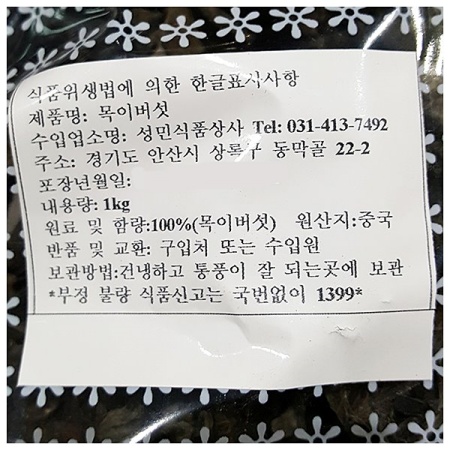 식품위생법에 의한 한글표시사항
제품명: 목이버섯
수입업소명: 성민식품상사 Tel: 031-413-7492
주소: 경기도 안산시 상록구 동막골 22-2
포장년월일:
내용량: 1kg
원료 및 함량:100%(목이버섯) 원산지:중국
반품 및 교환: 구입처 또는 수입원
보관방법:건냉하고 통풍이 잘 되는곳에 보관
*부정 불량 식품신고는 국번없이 1399*